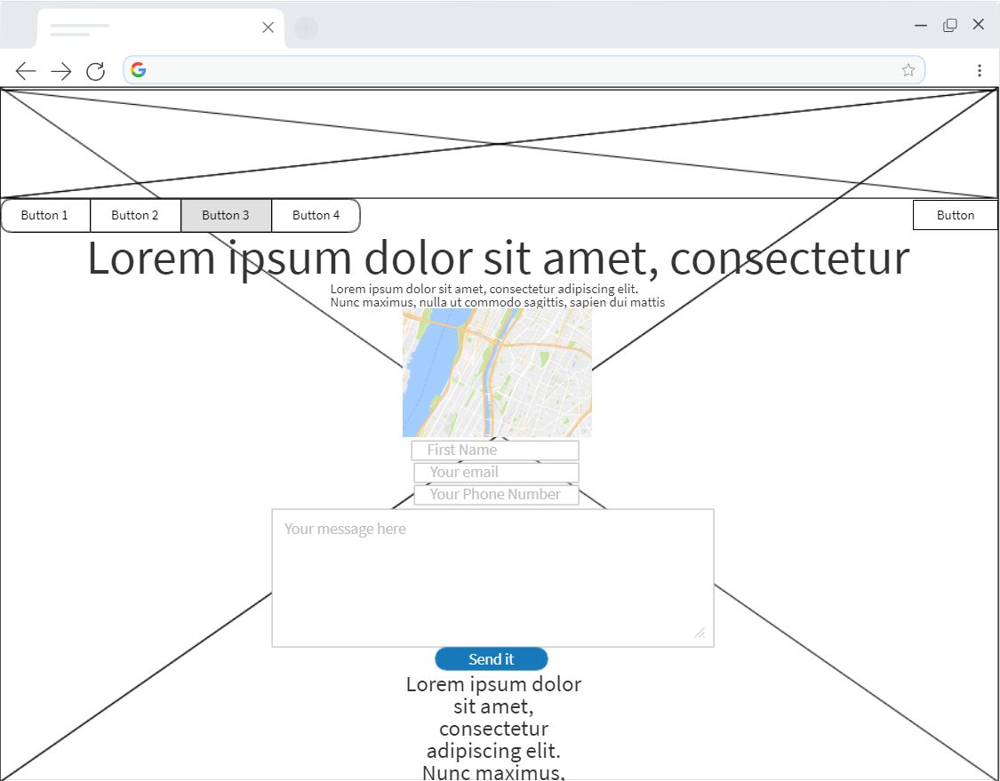 Button 1 Button 2 Button 3 Button 4 Button
Lorem ipsum dolor sit amet, consectetur
Lorem ipsum dolor sit amet, consectetur adipiscing elit.
Nunc maximus, nulla ut commodo sagittis, sapien dui mattis
First Name
Your email
Your Phone Number
Your message here
Send it
Lorem ipsum dolor
sit amet,
consectetur
adipiscing elit.
Nunc maximus,